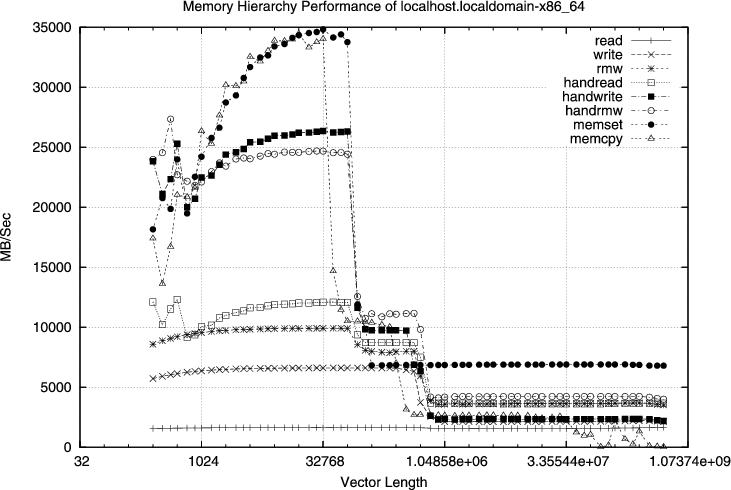 Memory Hierarchy Performance of localhost.localdomain-x86_64
35000
30000
25000
20000
15000
10000
5000
0
MB/Sec
read
write
rmw
handread
handwrite
handrmw
memset
memcpy
32
1024
32768
1.04858e+06
3.35544e+07
1.07374e+09
Vector Length